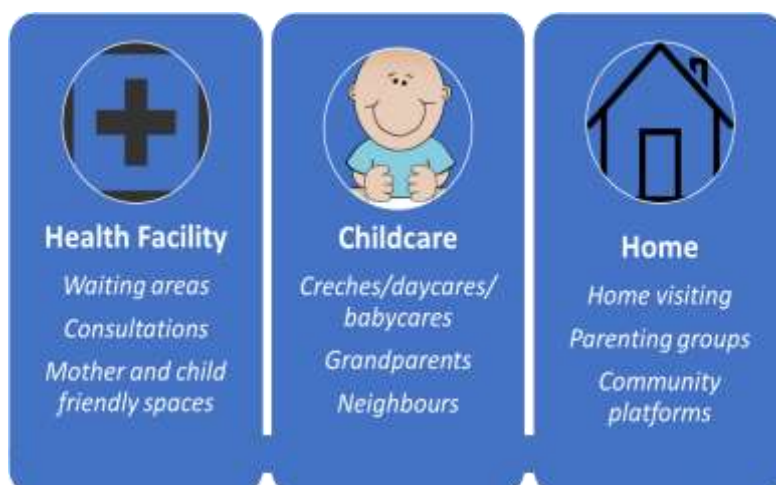 Health Facility
Waiting areas
Consultations
Mother and child
friendly spaces
Childcare
Creches/daycares/
babycares
Grandparents
Neighbours
Home
Home visiting
Parenting groups
Community
platforms